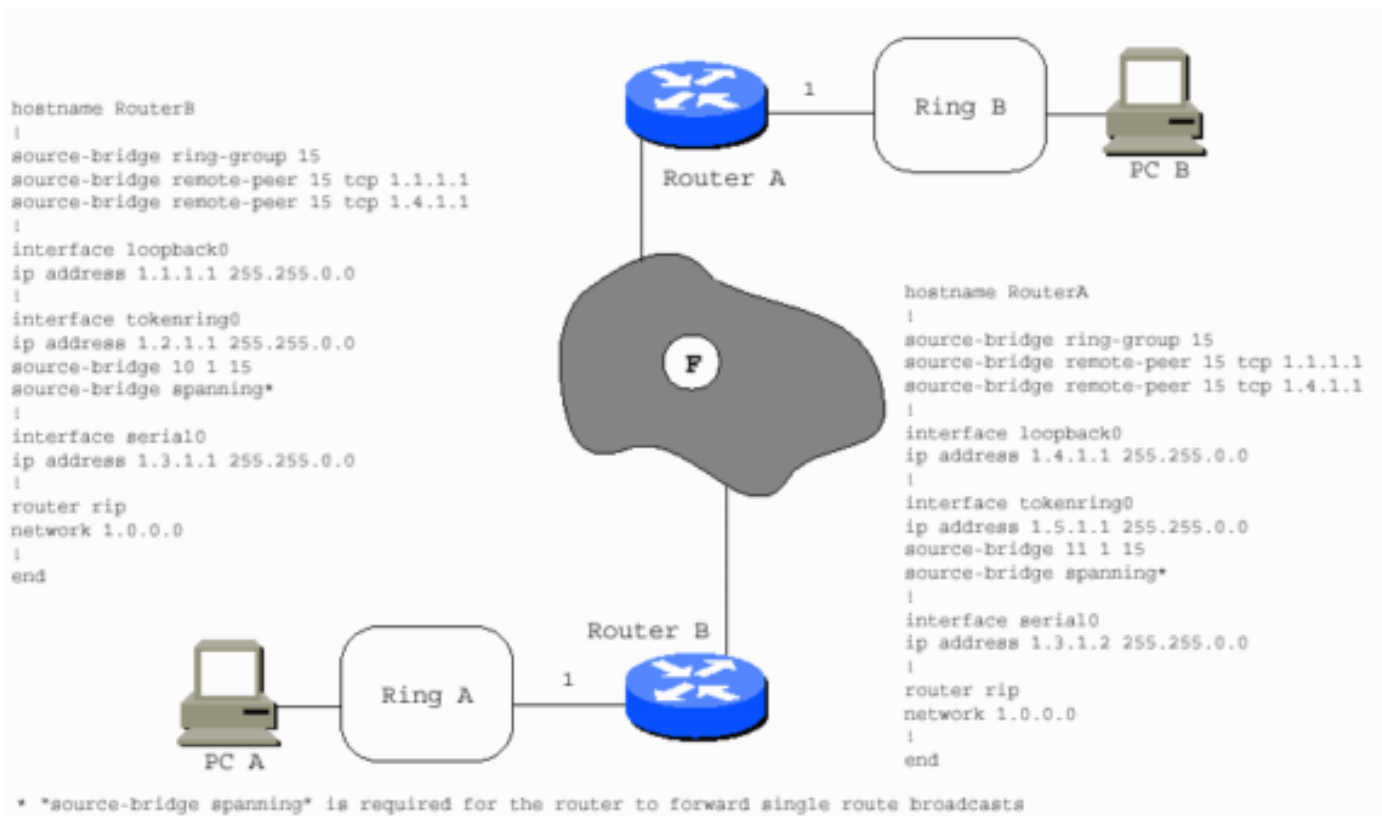 hostname RouterB
!
source-bridge ring-group 15
source-bridge remote-peer 15 tcp 1.1.1.1
source-bridge remote-peer 15 tcp 1.4.1.1
!
interface loopback0
ip address 1.1.1.1 255.255.0.0
!
interface tokenring0
ip address 1.2.1.1 255.255.0.0
source-bridge 10 1 15
source-bridge spanning*
!
interface serial0
ip address 1.3.1.1 255.255.0.0
!
router rip
network 1.0.0.0
!
end
1
Ring B
Router A
PC B
F
hostname RouterA
!
source-bridge ring-group 15
source-bridge remote-peer 15 tcp 1.1.1.1
source-bridge remote-peer 15 tcp 1.4.1.1
!
interface loopback0
ip address 1.4.1.1 255.255.0.0
!
interface tokenring0
ip address 1.5.1.1 255.255.0.0
source-bridge 11 1 15
source-bridge spanning*
!
interface serial0
ip address 1.3.1.2 255.255.0.0
!
router rip
network 1.0.0.0
!
end
Router B
Ring A
1
PC A
* "source-bridge spanning" is required for the router to forward single route broadcasts